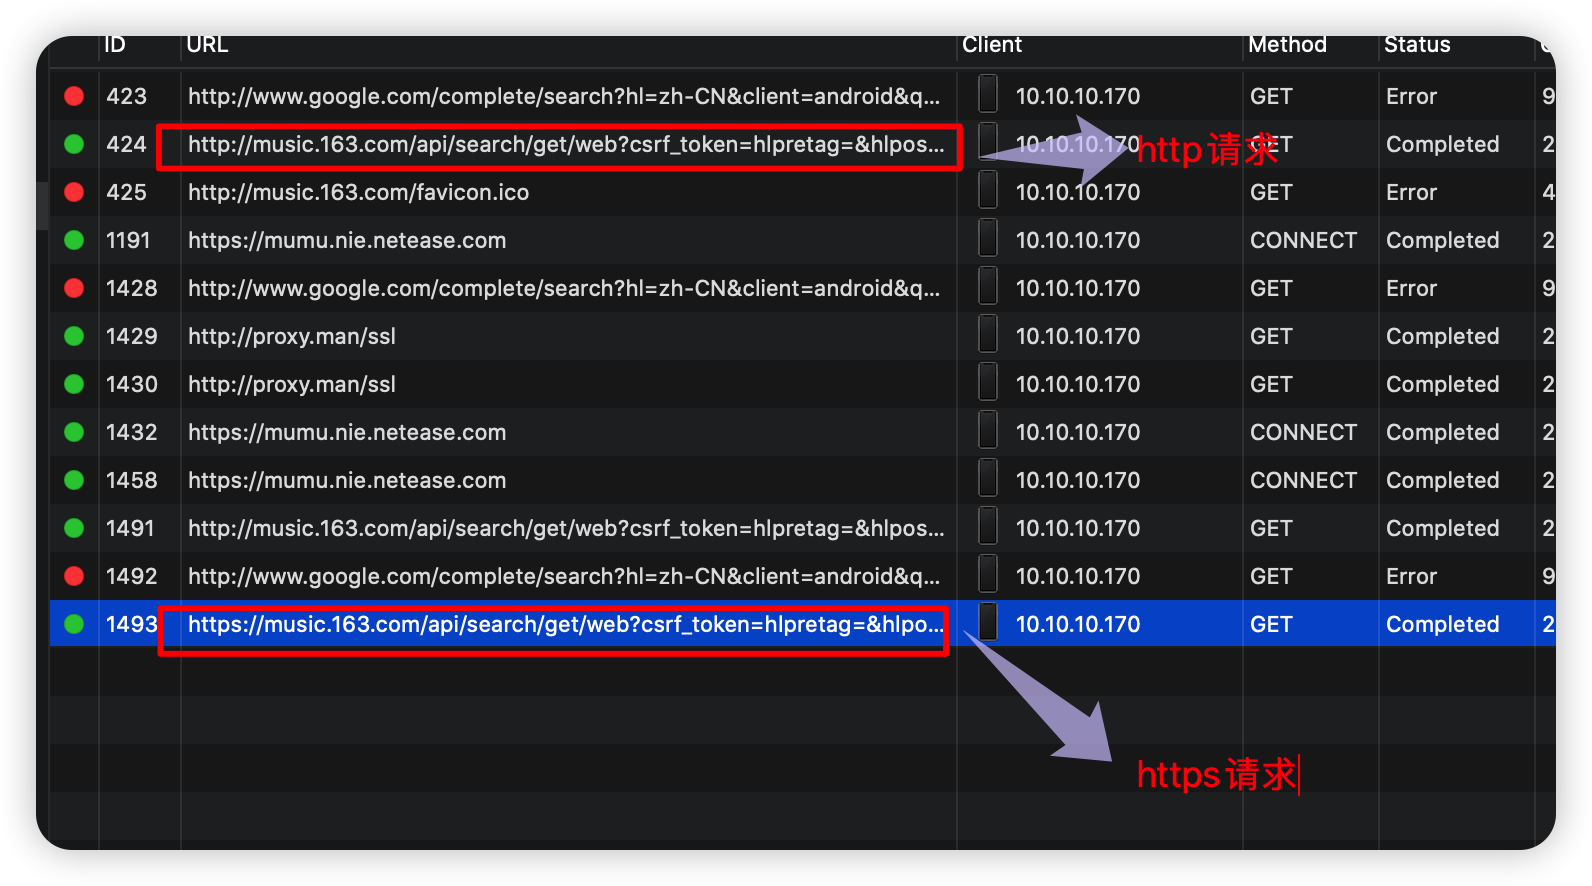 ID URL Client Method Status
423 http://www.google.com/complete/search?hl=zh-CN&client=android&q... 10.10.10.170 GET Error 9
424 http://music.163.com/api/search/get/web?csrf_token=hlpretag=&hlpos... 10.10.10.170 GET Completed 2
http请求
425 http://music.163.com/favicon.ico 10.10.10.170 GET Error 4
1191 https://mumu.nie.netease.com 10.10.10.170 CONNECT Completed 2
1428 http://www.google.com/complete/search?hl=zh-CN&client=android&q... 10.10.10.170 GET Error 9
1429 http://proxy.man/ssl 10.10.10.170 GET Completed 2
1430 http://proxy.man/ssl 10.10.10.170 GET Completed 2
1432 https://mumu.nie.netease.com 10.10.10.170 CONNECT Completed 2
1458 https://mumu.nie.netease.com 10.10.10.170 CONNECT Completed 2
1491 http://music.163.com/api/search/get/web?csrf_token=hlpretag=&hlpos... 10.10.10.170 GET Completed 2
1492 http://www.google.com/complete/search?hl=zh-CN&client=android&q... 10.10.10.170 GET Error 9
1493 https://music.163.com/api/search/get/web?csrf_token=hlpretag=&hlpo... 10.10.10.170 GET Completed 2
https请求